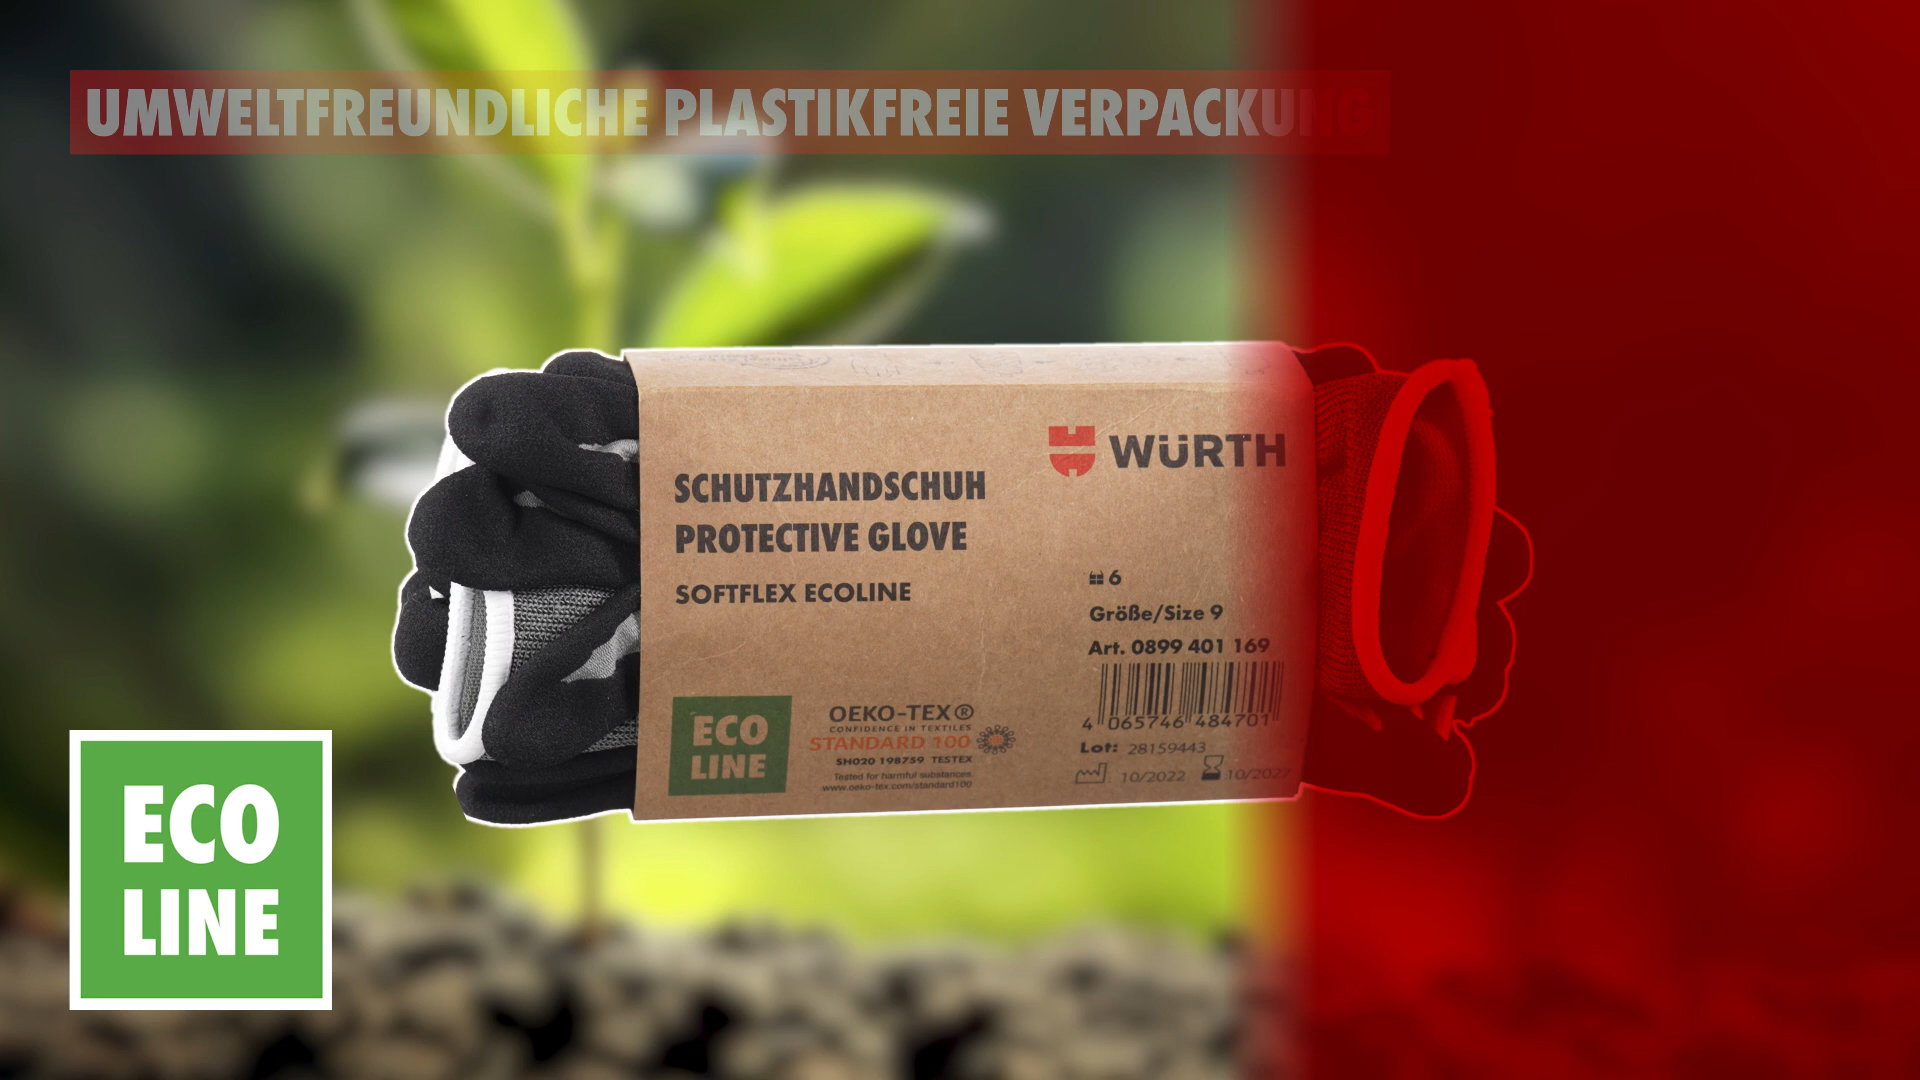 UMWELTFREUNDLICHE PLASTIKFREIE VERPACKUNG
WÜRTH
SCHUTZHANDSCHUH
PROTECTIVE GLOVE
SOFTFLEX ECOLINE
6
Größe/Size 9
Art. 0899 401 169
4 065746 484701
Lot: 28159443
10/2022 10/2027
ECO
LINE
OEKO-TEX®
CONFIDENCE IN TEXTILES
STANDARD 100
SH020 198759 TESTEX
Tested for harmful substances.
www.oeko-tex.com/standard100
ECO
LINE